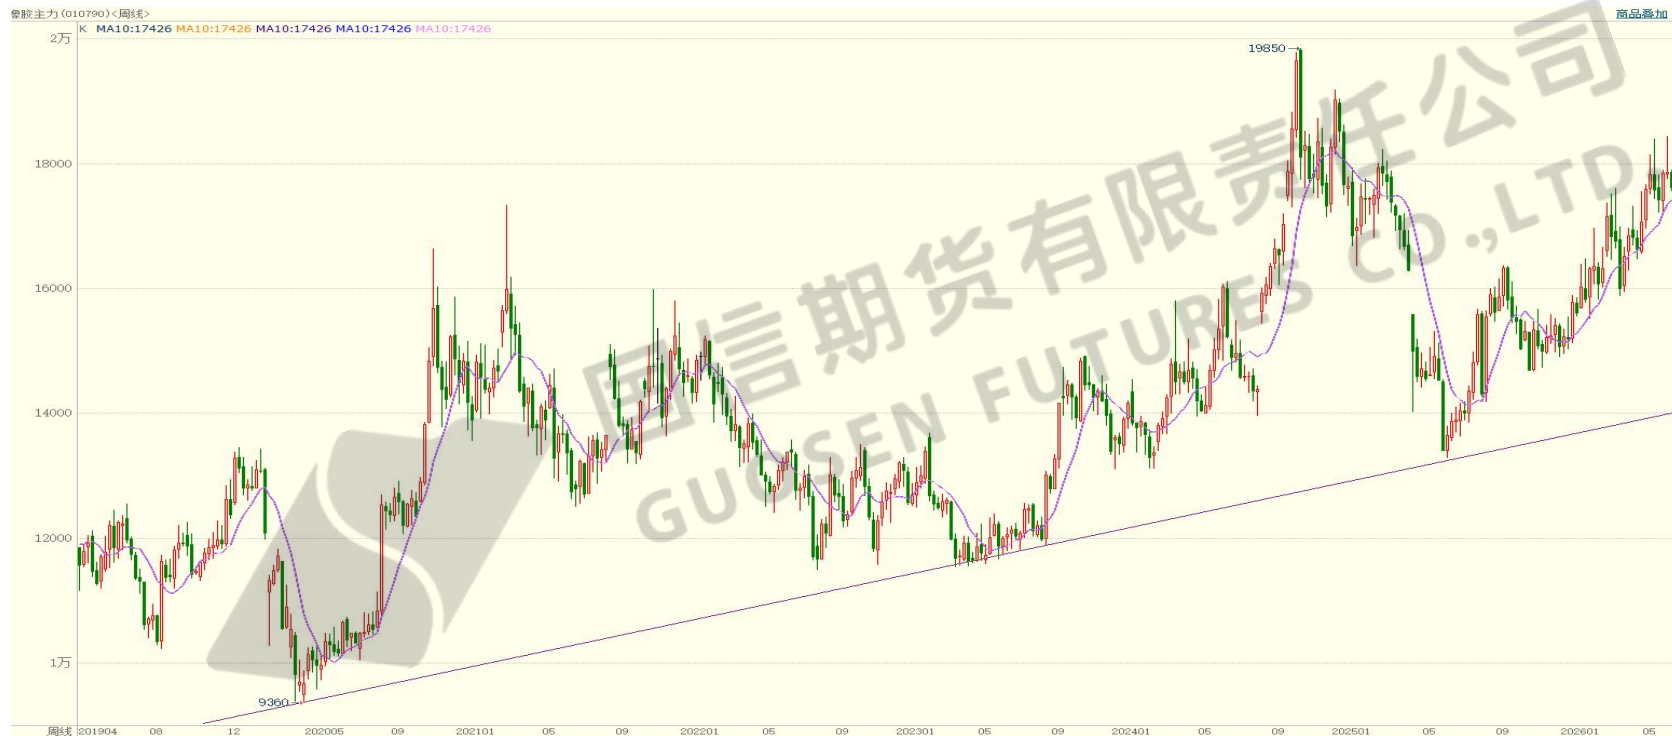 橡胶主力(010790)<周线>
商品叠加
K MA10:17426 MA10:17426 MA10:17426 MA10:17426 MA10:17426
2万
19850
18000
16000
14000
12000
1万
9360
国信期货有限责任公司
GUOSEN FUTURES CO.,LTD.
周线 201904 08 12 202005 09 202101 05 09 202201 05 09 202301 05 09 202401 05 09 202501 05 09 202601 05